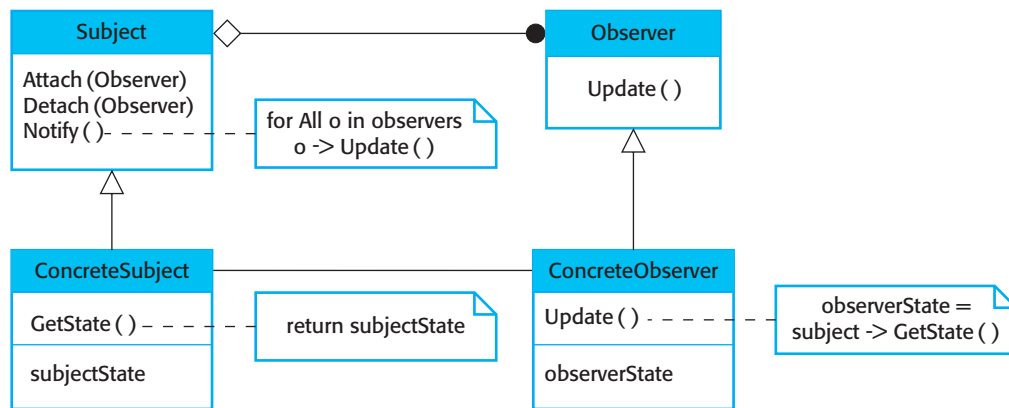 Subject
Attach (Observer)
Detach (Observer)
Notify ( )
for All o in observers
o -> Update ( )
Observer
Update ( )
ConcreteSubject
GetState ( )
subjectState
return subjectState
ConcreteObserver
Update ( )
observerState
observerState =
subject -> GetState ( )